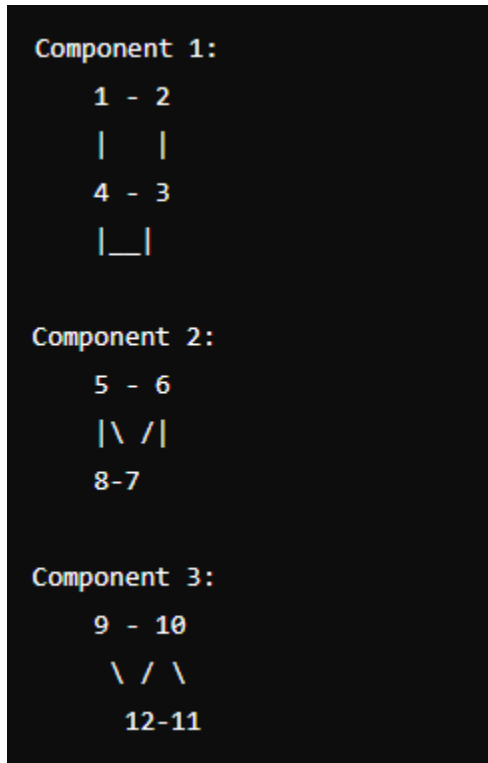 Component 1:
    1 - 2
    |   |
    4 - 3
    |__|
Component 2:
    5 - 6
    |\ /|
    8-7
Component 3:
    9 - 10
     \ / \
      12-11